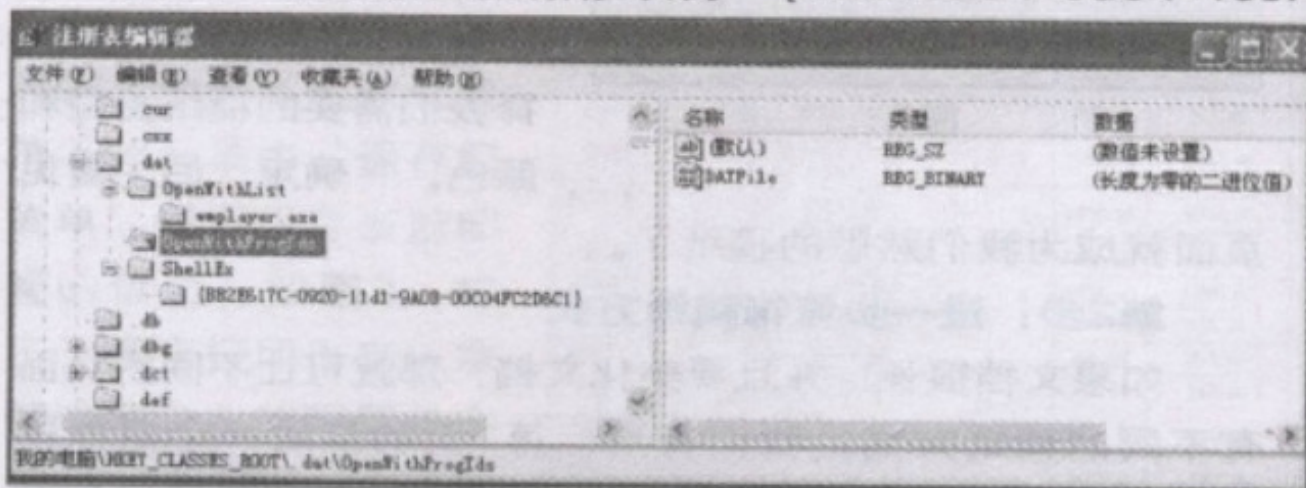 注册表编辑器
文件(F) 编辑(E) 查看(V) 收藏夹(A) 帮助(H)
.cur
.cxx
.dat
OpenWithList
wmplayer.exe
OpenWithProgIds
ShellEx
{BB2E617C-0920-11d1-9A0B-00C04FC2D6C1}
.db
.dbg
.dct
.def
名称 类型 数据
(默认) REG_SZ (数值未设置)
DATFile REG_BINARY (长度为零的二进位值)
我的电脑\HKEY_CLASSES_ROOT\.dat\OpenWithProgIds